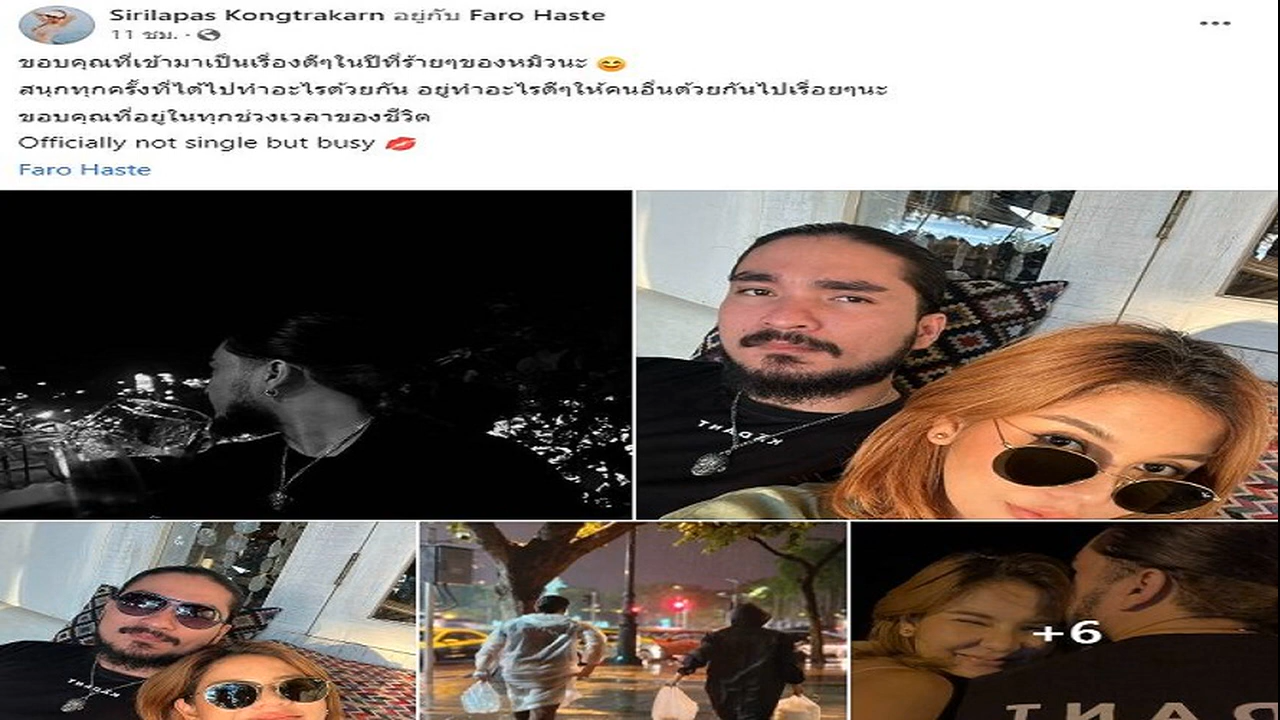 Sirilapas Kongtrakarn อยู่กับ Faro Haste
11 ชม. ·
ขอบคุณที่เข้ามาเป็นเรื่องดีๆในปีที่ร้ายๆของหมิวนะ 😊
สนุกทุกครั้งที่ได้ไปทำอะไรด้วยกัน อยู่ทำอะไรดีๆให้คนอื่นด้วยกันไปเรื่อยๆนะ
ขอบคุณที่อยู่ในทุกช่วงเวลาของชีวิต
Officially not single but busy 💋
Faro Haste
+6